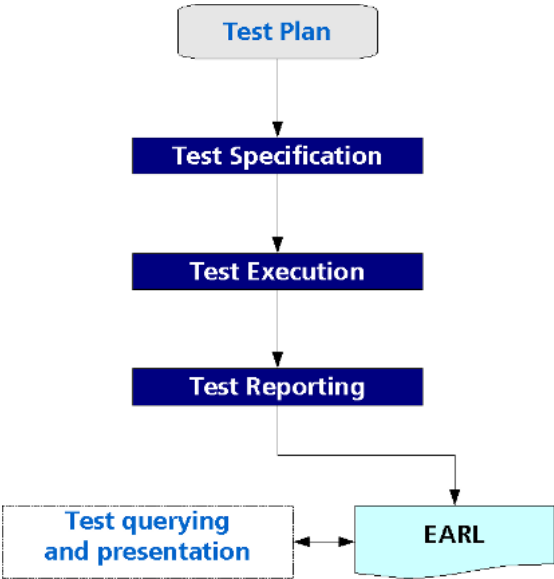 Test Plan
Test Specification
Test Execution
Test Reporting
Test querying
and presentation
EARL